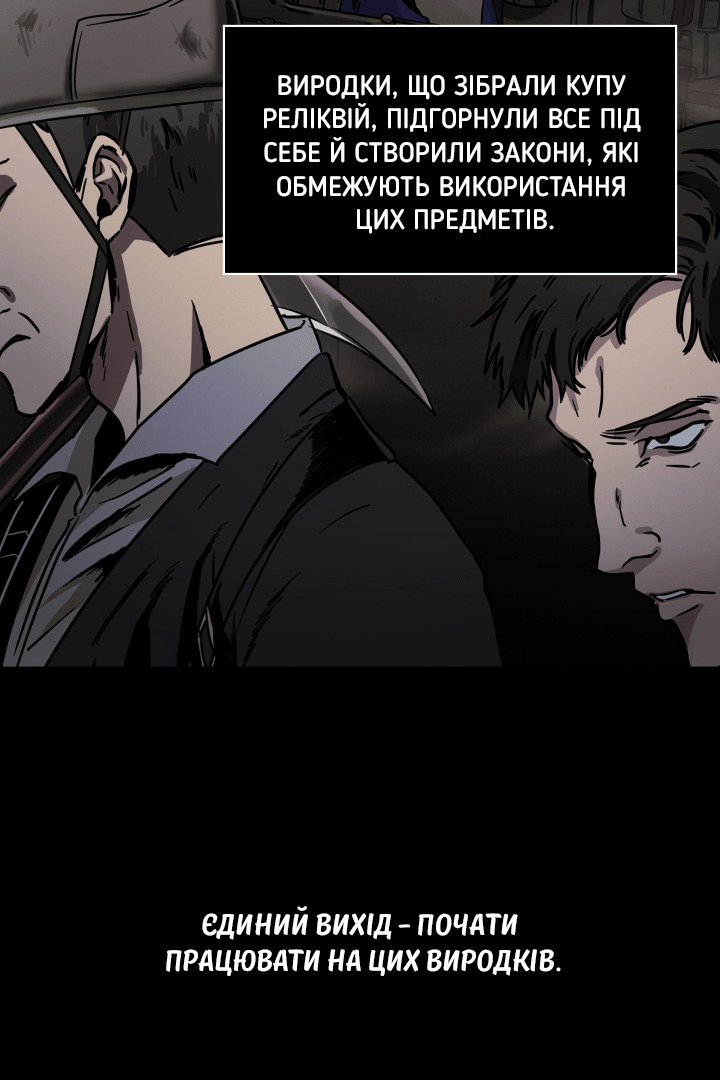 ВИРОДКИ, ЩО ЗІБРАЛИ КУПУ
РЕЛІКВІЙ, ПІДГОРНУЛИ ВСЕ ПІД
СЕБЕ Й СТВОРИЛИ ЗАКОНИ, ЯКІ
ОБМЕЖУЮТЬ ВИКОРИСТАННЯ
ЦИХ ПРЕДМЕТІВ.
ЄДИНИЙ ВИХІД – ПОЧАТИ
ПРАЦЮВАТИ НА ЦИХ ВИРОДКІВ.